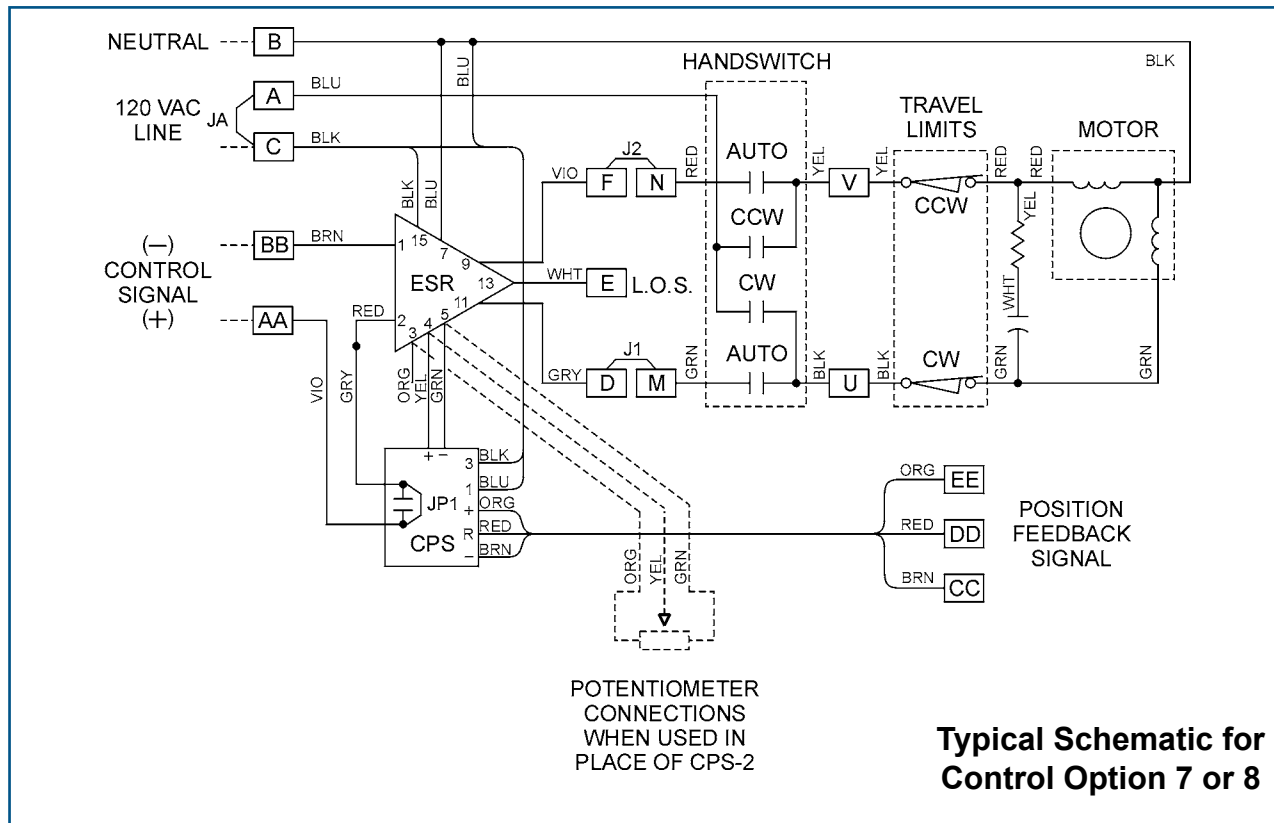 NEUTRAL
B
BLU
BLK
HANDSWITCH
A
BLU
120 VAC
LINE
JA
C
BLK
TRAVEL
LIMITS
MOTOR
BLK
BLU
VIO
J2
F
N
RED
AUTO
YEL
V
YEL
RED
RED
CCW
CCW
YEL
(—)
CONTROL
SIGNAL
(+)
BB
BRN
1
15
7
9
ESR
13
11
2
3
4
5
WHT
E
L.O.S.
CW
WHT
AA
RED
J1
GRY
D
M
GRN
AUTO
BLK
U
BLK
CW
GRN
GRN
VIO
GRY
ORG
YEL
GRN
+
−
3
BLK
1
BLU
JP1
+
ORG
R
RED
CPS
−
BRN
ORG
EE
RED
DD
BRN
CC
POSITION
FEEDBACK
SIGNAL
ORG
YEL
GRN
POTENTIOMETER
CONNECTIONS
WHEN USED IN
PLACE OF CPS-2
Typical Schematic for
Control Option 7 or 8